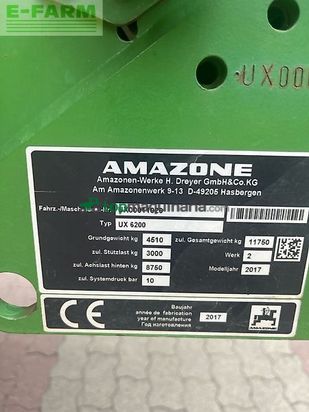 E-FARM
UX00
AMAZONE
Amazonen-Werke H. Dreyer GmbH&Co.KG
Am Amazonenwerk 9-13 D-49205 Hasbergen
Fahrz.-/Masch
Typ UX 6200
Grundgewicht kg 4510 zul. Gesamtgewicht kg 11750
zul. Stützlast kg 3000 Werk 2
zul. Achslast hinten kg 8750 Modelljahr 2017
zul. Systemdruck bar 10
CE
Baujahr
année de fabrication
year of manufacture
Год изготовления
2017
AMAZONE